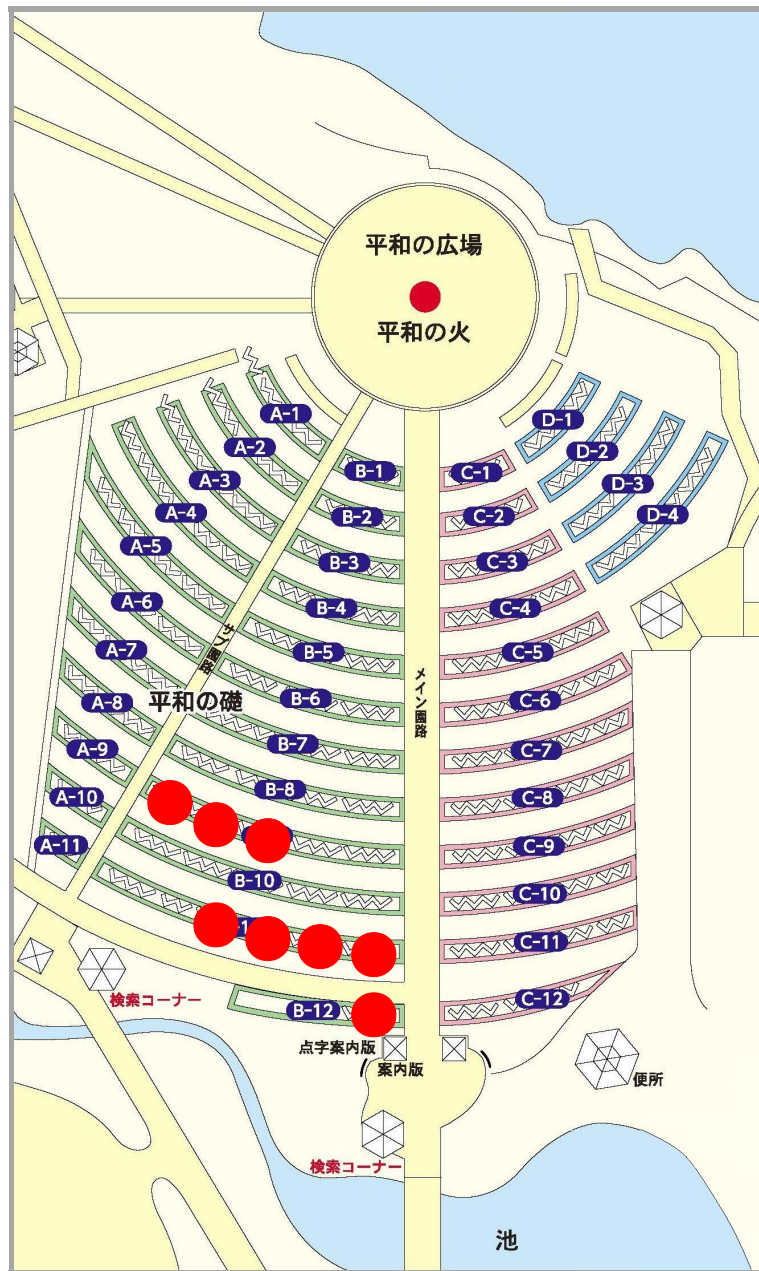 平和の広場
平和の火
A-1
A-2
A-3
A-4
A-5
A-6
A-7
A-8
A-9
A-10
A-11
B-1
B-2
B-3
B-4
B-5
B-6
B-7
B-8
B-10
B-12
C-1
C-2
C-3
C-4
C-5
C-6
C-7
C-8
C-9
C-10
C-11
C-12
D-1
D-2
D-3
D-4
サブ園路
メイン園路
平和の礎
検索コーナー
点字案内版
案内版
便所
検索コーナー
池